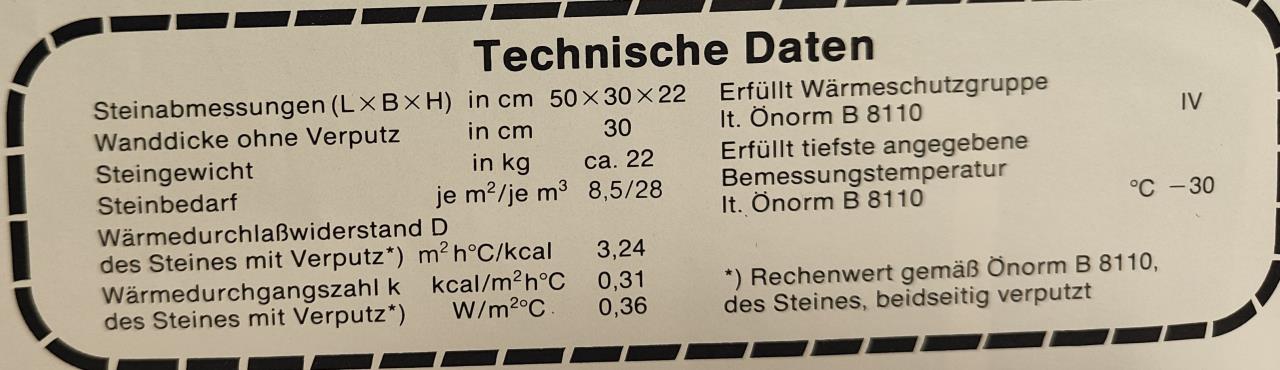 Technische Daten
Steinabmessungen (L×B×H) in cm 50×30×22
Wanddicke ohne Verputz in cm 30
Steingewicht in kg ca. 22
Steinbedarf je m²/je m³ 8,5/28
Wärmedurchlaßwiderstand D
des Steines mit Verputz*) m²h°C/kcal 3,24
Wärmedurchgangszahl k kcal/m²h°C 0,31
des Steines mit Verputz*) W/m²°C 0,36
Erfüllt Wärmeschutzgruppe
lt. Önorm B 8110 IV
Erfüllt tiefste angegebene
Bemessungstemperatur
lt. Önorm B 8110 °C −30
*) Rechenwert gemäß Önorm B 8110,
des Steines, beidseitig verputzt